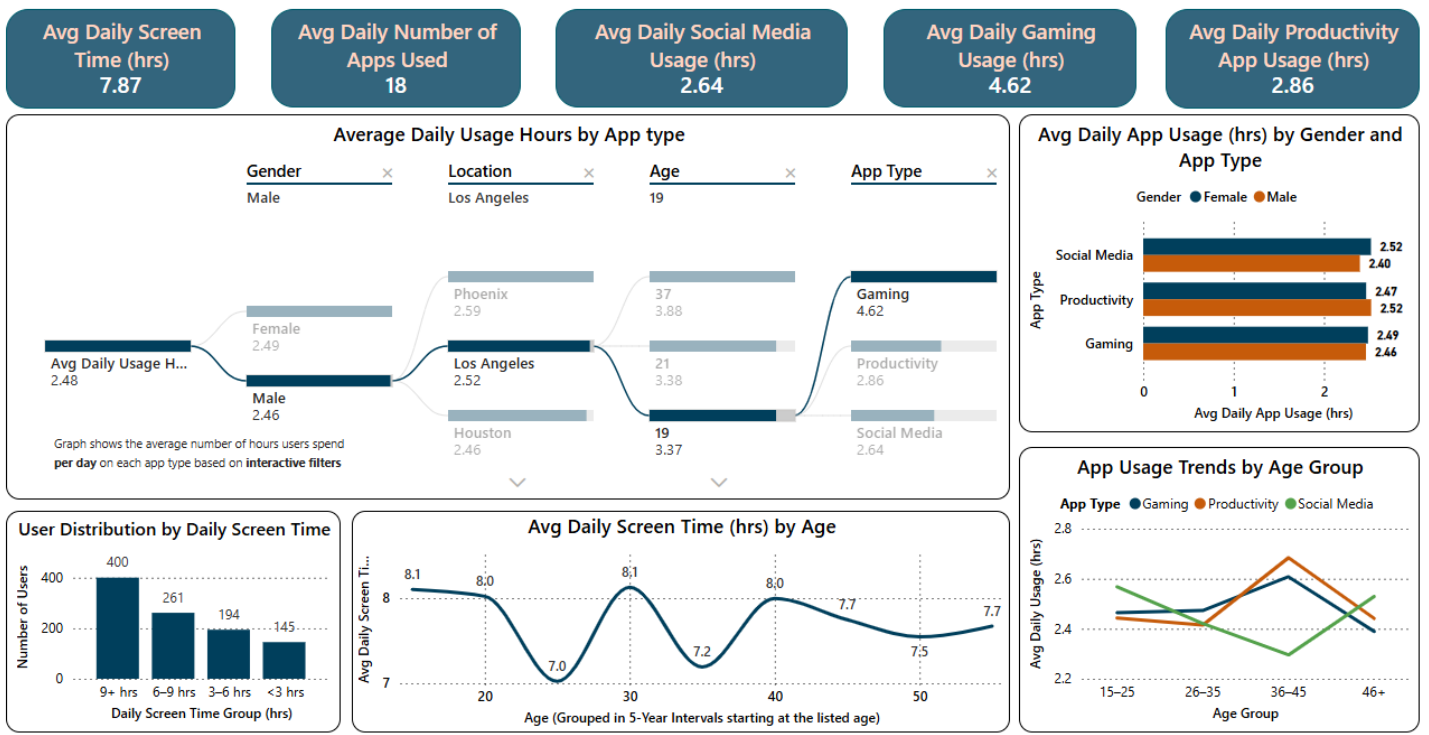 Avg Daily Screen
Time (hrs)
7.87
Avg Daily Number of
Apps Used
18
Avg Daily Social Media
Usage (hrs)
2.64
Avg Daily Gaming
Usage (hrs)
4.62
Avg Daily Productivity
App Usage (hrs)
2.86
Average Daily Usage Hours by App type
Gender ×
Male
Location ×
Los Angeles
Age ×
19
App Type ×
Avg Daily Usage H...
2.48
Female
2.49
Male
2.46
Phoenix
2.59
Los Angeles
2.52
Houston
2.46
37
3.88
21
3.38
19
3.37
Gaming
4.62
Productivity
2.86
Social Media
2.64
Graph shows the average number of hours users spend
per day on each app type based on interactive filters
Avg Daily App Usage (hrs) by Gender and
App Type
Gender Female Male
App Type
Social Media 2.52
2.40
Productivity 2.47
2.52
Gaming 2.49
2.46
0 1 2
Avg Daily App Usage (hrs)
User Distribution by Daily Screen Time
Number of Users
400
200
0
400
261
194
145
9+ hrs 6–9 hrs 3–6 hrs <3 hrs
Daily Screen Time Group (hrs)
Avg Daily Screen Time (hrs) by Age
Avg Daily Screen Ti...
8
7
8.1
8.0
7.0
8.1
7.2
8.0
7.7
7.5
7.7
20 30 40 50
Age (Grouped in 5-Year Intervals starting at the listed age)
App Usage Trends by Age Group
App Type Gaming Productivity Social Media
Avg Daily Usage (hrs)
2.8
2.6
2.4
2.2
15–25 26–35 36–45 46+
Age Group